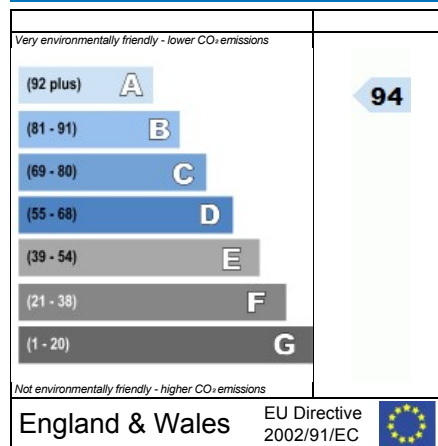 Very environmentally friendly - lower CO₂ emissions
(92 plus) A
94
(81 - 91) B
(69 - 80) C
(55 - 68) D
(39 - 54) E
(21 - 38) F
(1 - 20) G
Not environmentally friendly - higher CO₂ emissions
England & Wales
EU Directive
2002/91/EC